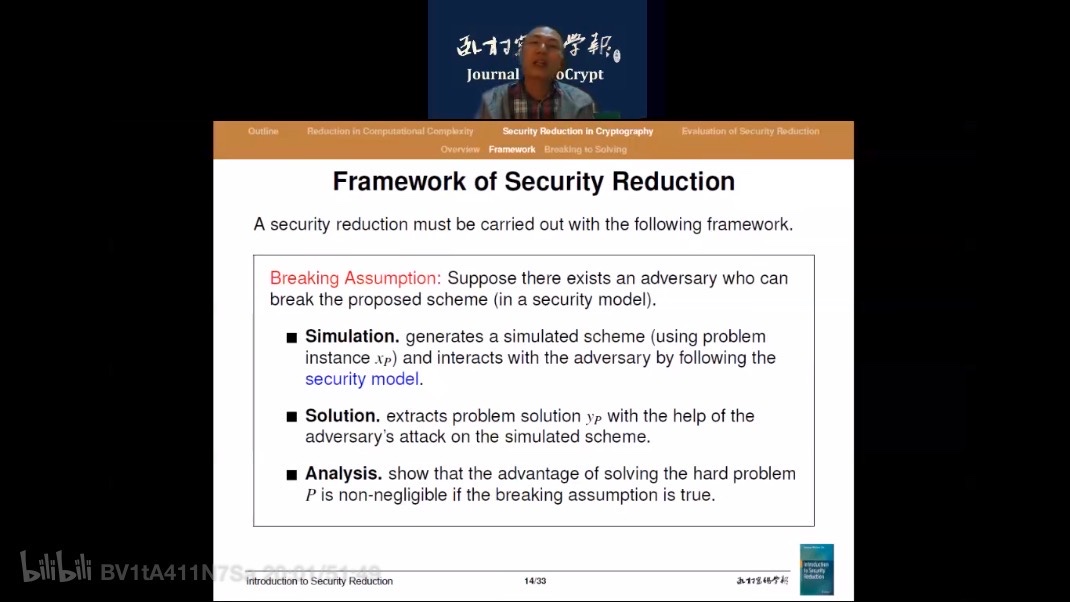 Journal oCrypt
Outline Reduction in Computational Complexity Security Reduction in Cryptography Evaluation of Security Reduction
Overview Framework Breaking to Solving
Framework of Security Reduction
A security reduction must be carried out with the following framework.
Breaking Assumption: Suppose there exists an adversary who can
break the proposed scheme (in a security model).
■ Simulation. generates a simulated scheme (using problem
instance xP) and interacts with the adversary by following the
security model.
■ Solution. extracts problem solution yP with the help of the
adversary's attack on the simulated scheme.
■ Analysis. show that the advantage of solving the hard problem
P is non-negligible if the breaking assumption is true.
bilibili
Introduction to Security Reduction 14/33
Introduction
to Security
Reduction